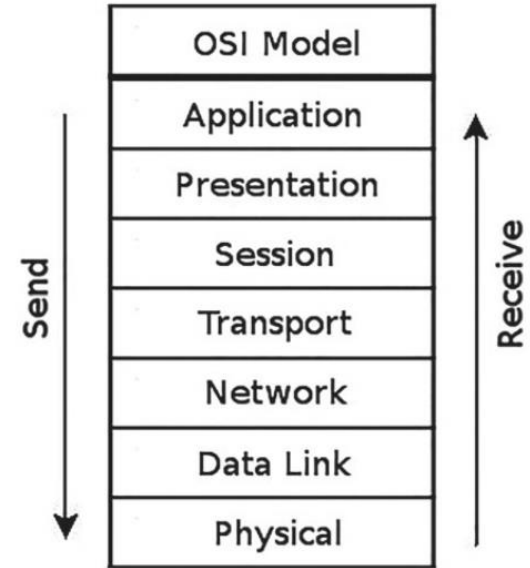 OSI Model
Application
Presentation
Session
Transport
Network
Data Link
Physical
Send
Receive